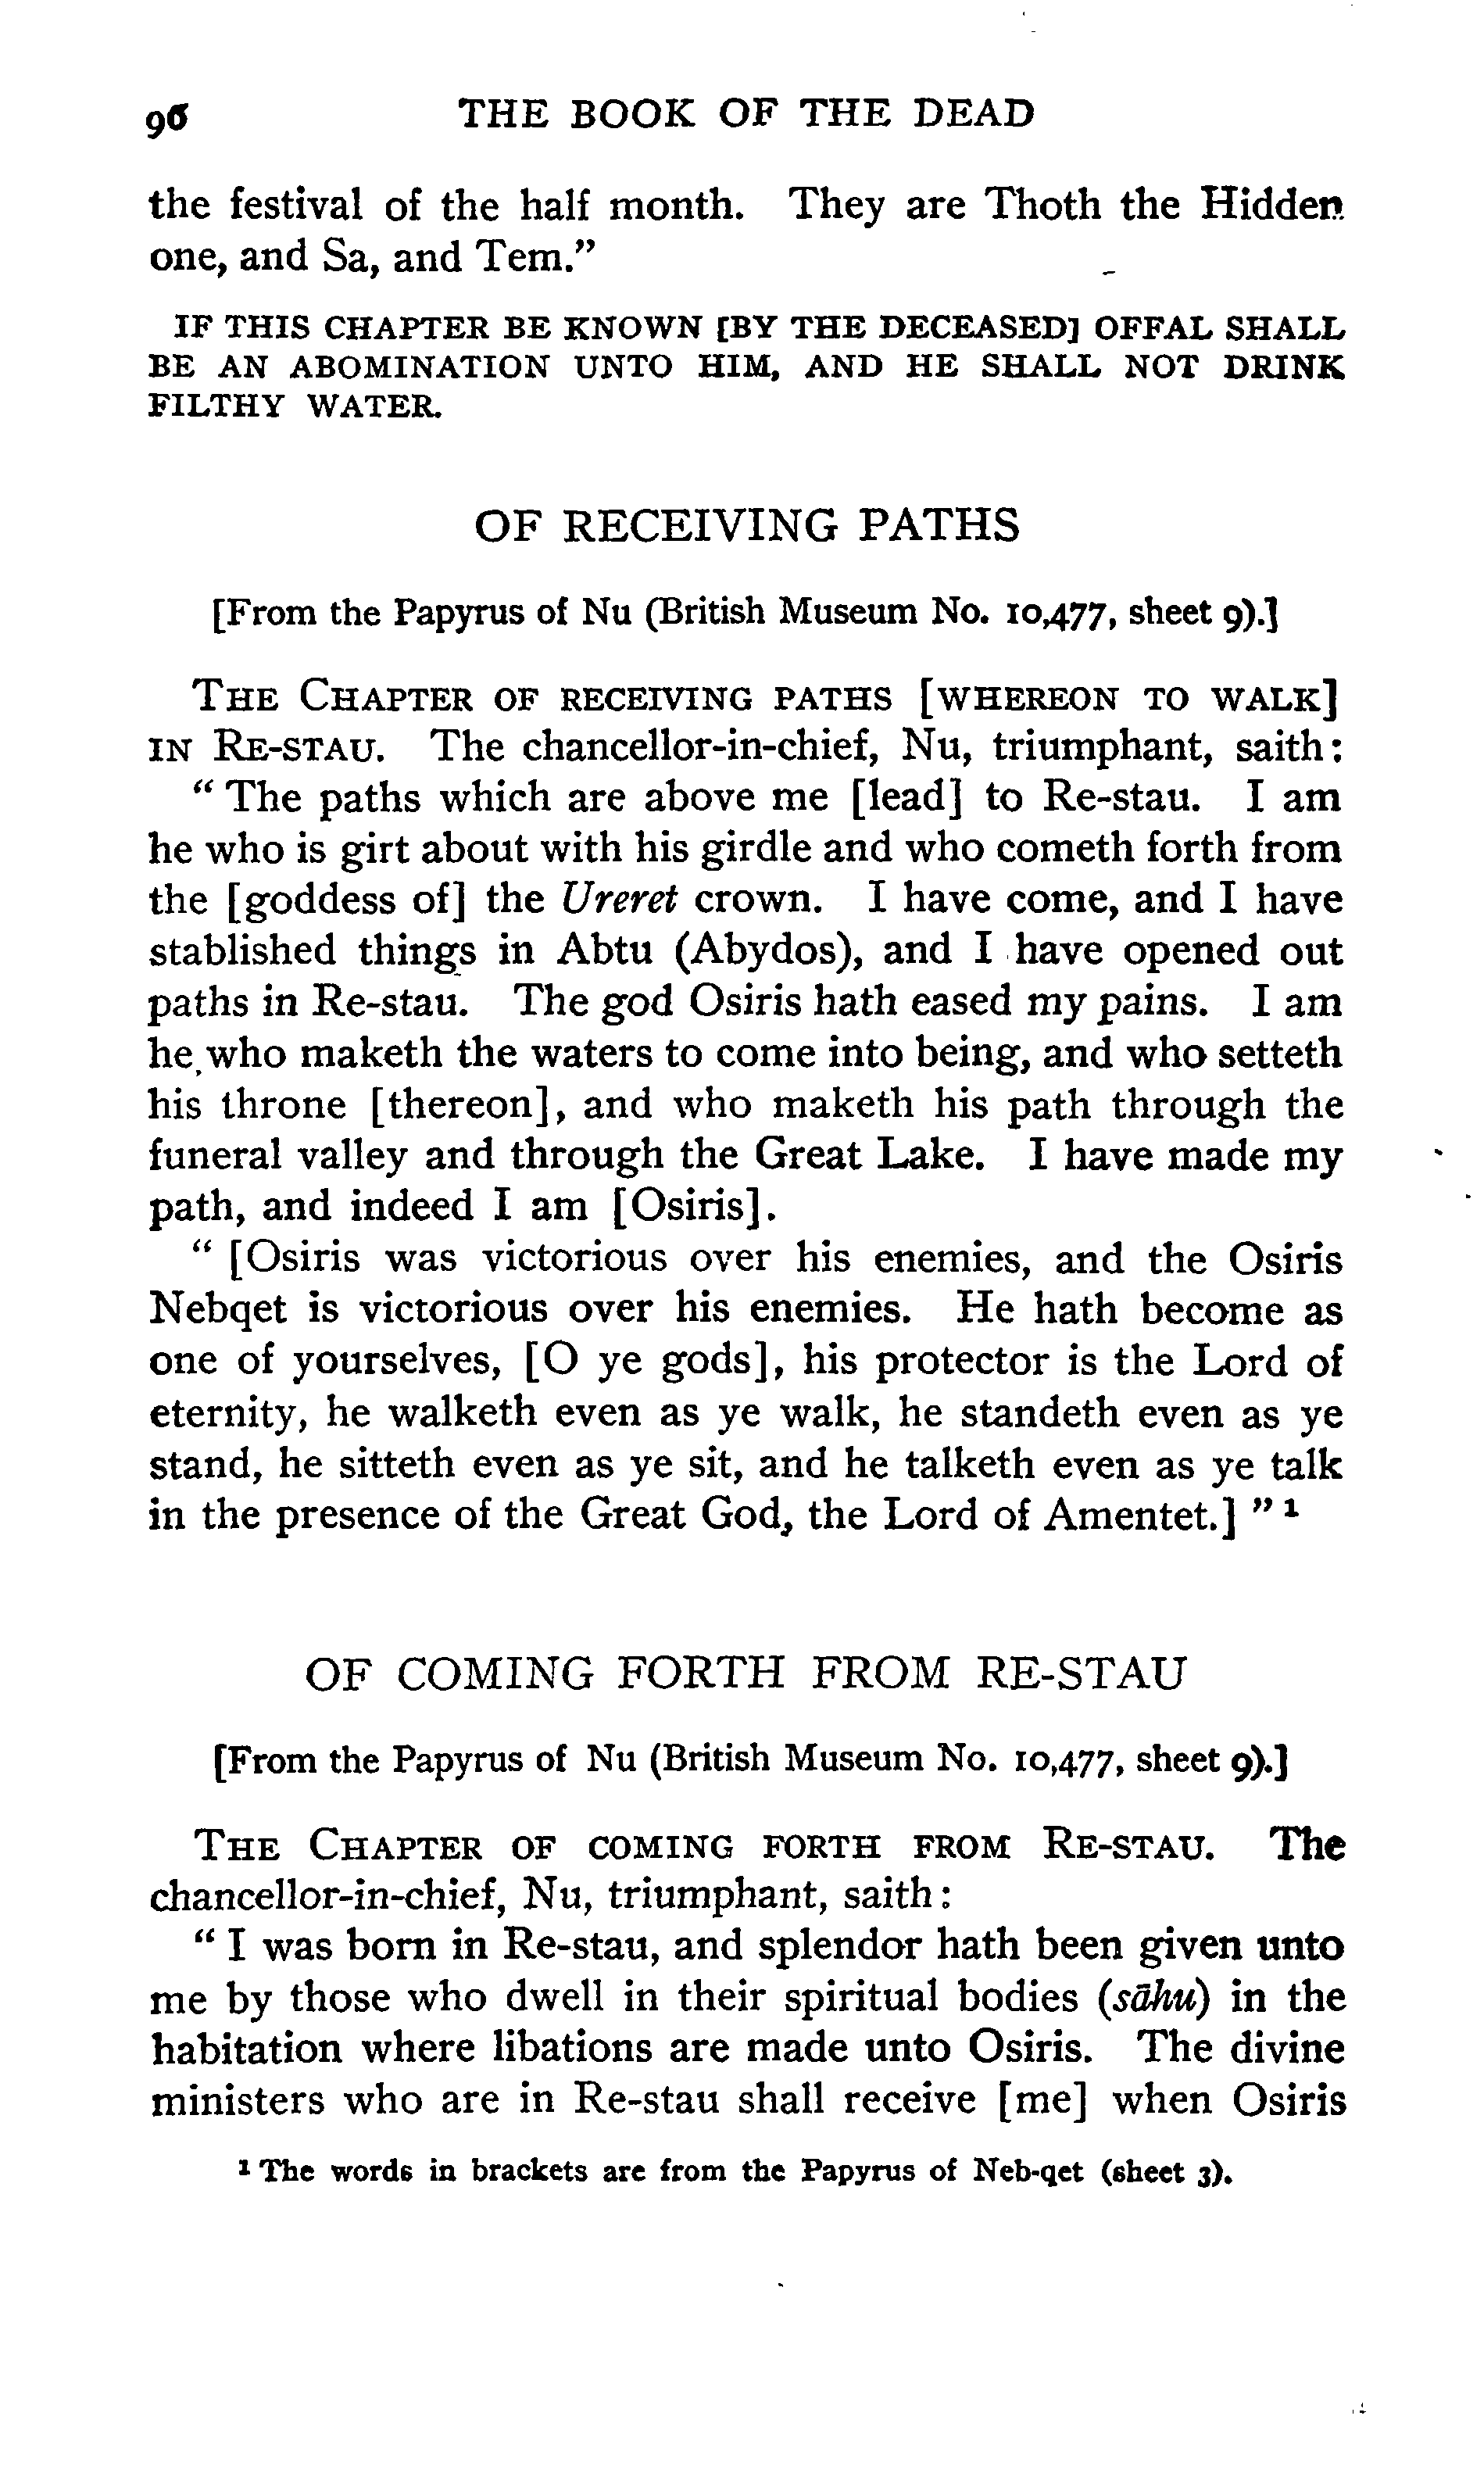 96 THE BOOK OF THE DEAD
the festival of the half month. They are Thoth the Hidden
one, and Sa, and Tem.”
IF THIS CHAPTER BE KNOWN [BY THE DECEASED] OFFAL SHALL
BE AN ABOMINATION UNTO HIM, AND HE SHALL NOT DRINK
FILTHY WATER.
OF RECEIVING PATHS
[From the Papyrus of Nu (British Museum No. 10,477, sheet 9).]
THE CHAPTER OF RECEIVING PATHS [WHEREON TO WALK]
IN RE-STAU. The chancellor-in-chief, Nu, triumphant, saith:
“ The paths which are above me [lead] to Re-stau. I am
he who is girt about with his girdle and who cometh forth from
the [goddess of] the Ureret crown. I have come, and I have
stablished things in Abtu (Abydos), and I have opened out
paths in Re-stau. The god Osiris hath eased my pains. I am
he who maketh the waters to come into being, and who setteth
his throne [thereon], and who maketh his path through the
funeral valley and through the Great Lake. I have made my
path, and indeed I am [Osiris].
“ [Osiris was victorious over his enemies, and the Osiris
Nebqet is victorious over his enemies. He hath become as
one of yourselves, [O ye gods], his protector is the Lord of
eternity, he walketh even as ye walk, he standeth even as ye
stand, he sitteth even as ye sit, and he talketh even as ye talk
in the presence of the Great God, the Lord of Amentet.] ” 1
OF COMING FORTH FROM RE-STAU
[From the Papyrus of Nu (British Museum No. 10,477, sheet 9).]
THE CHAPTER OF COMING FORTH FROM RE-STAU. The
chancellor-in-chief, Nu, triumphant, saith:
“ I was born in Re-stau, and splendor hath been given unto
me by those who dwell in their spiritual bodies (sāhu) in the
habitation where libations are made unto Osiris. The divine
ministers who are in Re-stau shall receive [me] when Osiris
1 The words in brackets are from the Papyrus of Neb-qet (sheet 3).